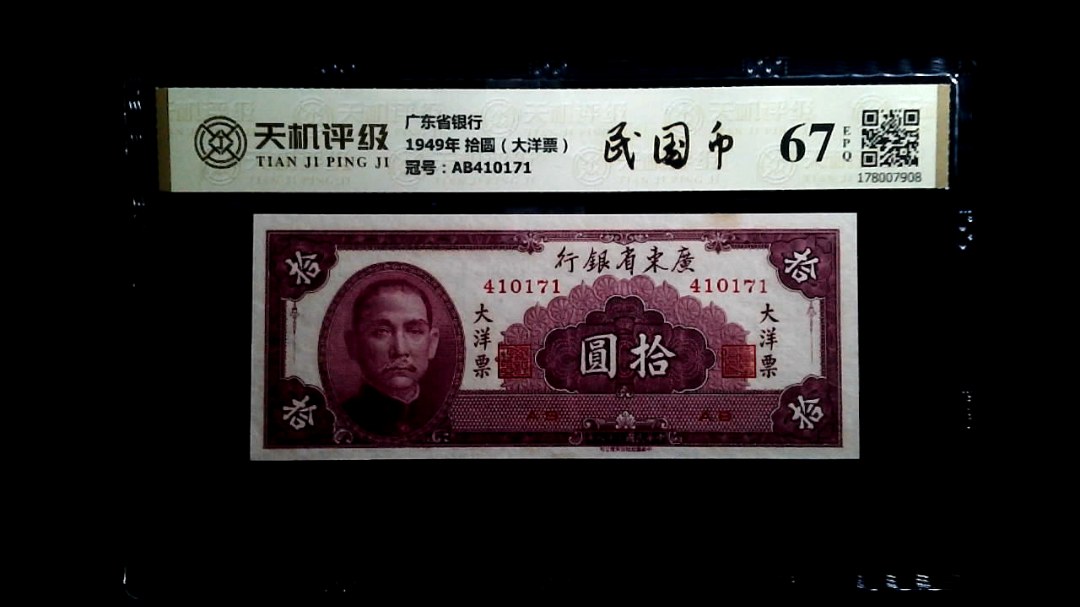 天机评级
TIAN JI PING JI
广东省银行
1949年 拾圆（大洋票）
冠号：AB410171
民国币
67
EPQ
178007908
行銀省東廣
410171
410171
拾
拾
大洋票
大洋票
圓拾
拾
拾
AB
AB